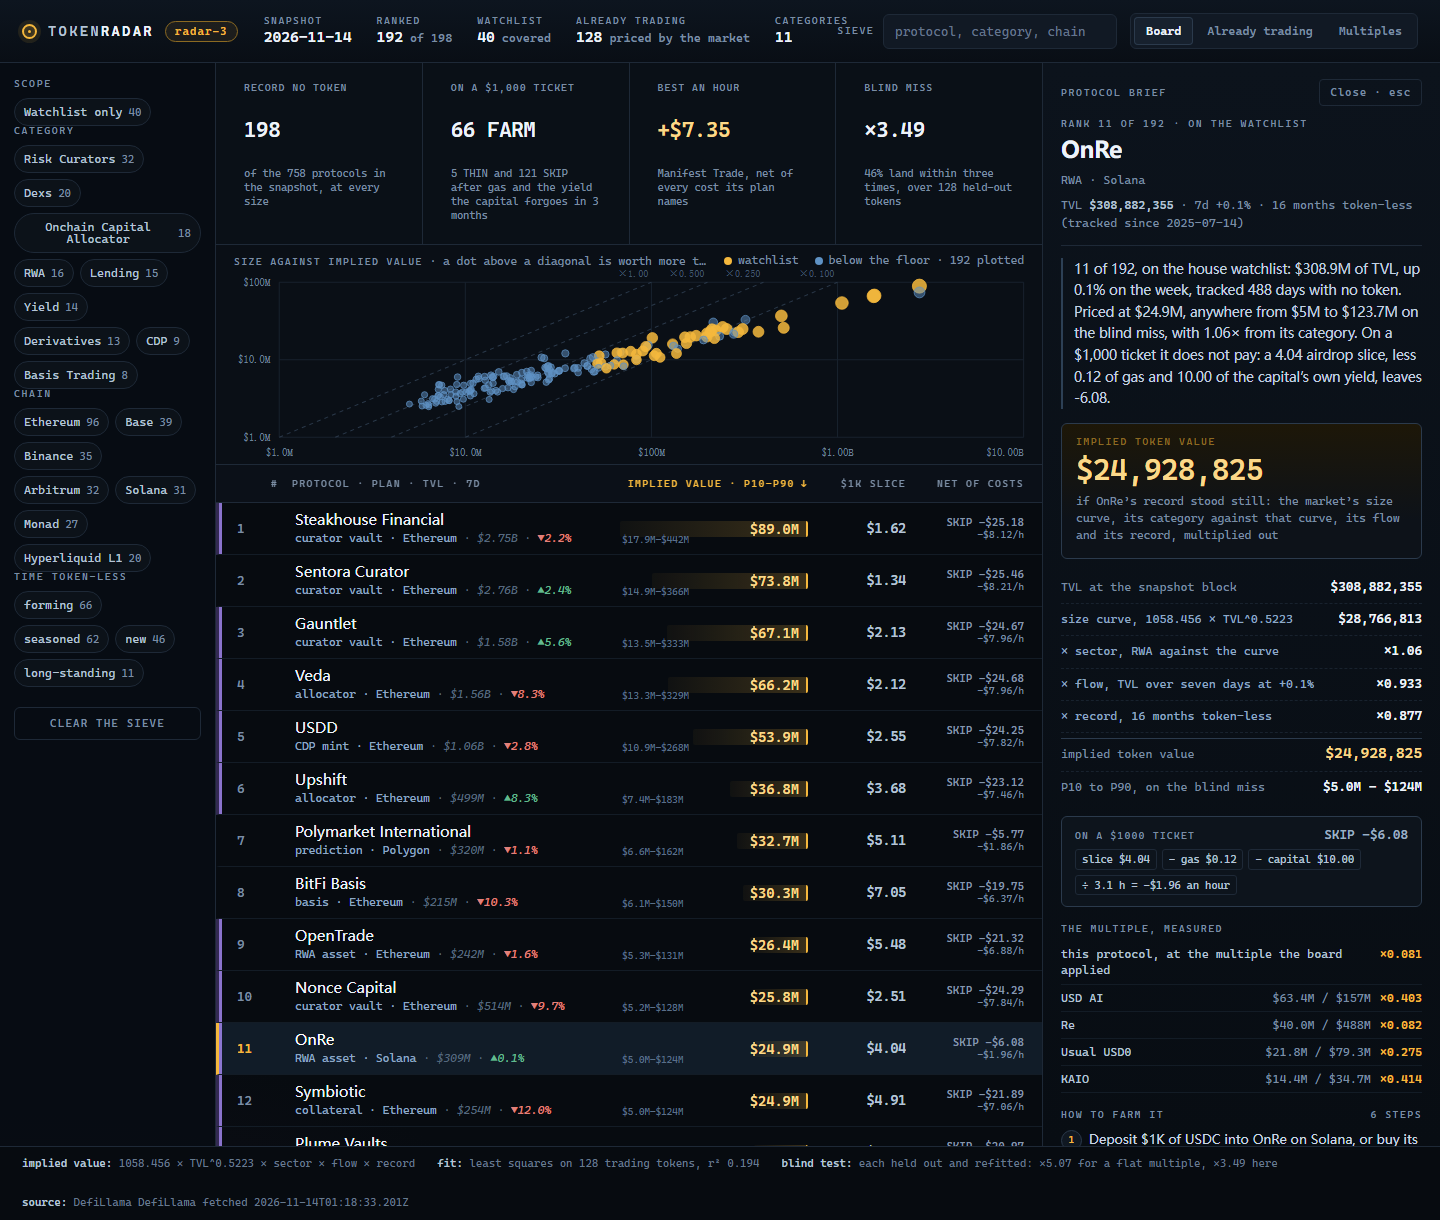 TOKENRADAR radar-3
SNAPSHOT
2026-11-14
RANKED
192 of 198
WATCHLIST
40 covered
ALREADY TRADING
128 priced by the market
CATEGORIES
11
SIEVE
protocol, category, chain
Board
Already trading
Multiples
SCOPE
Watchlist only 40
CATEGORY
Risk Curators 32
Dexs 20
Onchain Capital
Allocator 18
RWA 16
Lending 15
Yield 14
Derivatives 13
CDP 9
Basis Trading 8
CHAIN
Ethereum 96
Base 39
Binance 35
Arbitrum 32
Solana 31
Monad 27
Hyperliquid L1 20
TIME TOKEN-LESS
forming 66
seasoned 62
new 46
long-standing 11
CLEAR THE SIEVE
RECORD NO TOKEN
198
of the 758 protocols in
the snapshot, at every
size
ON A $1,000 TICKET
66 FARM
5 THIN and 121 SKIP
after gas and the yield
the capital forgoes in 3
months
BEST AN HOUR
+$7.35
Manifest Trade, net of
every cost its plan
names
BLIND MISS
×3.49
46% land within three
times, over 128 held-out
tokens
SIZE AGAINST IMPLIED VALUE · a dot above a diagonal is worth more t…
watchlist
below the floor · 192 plotted
×1.00
×0.500
×0.250
×0.100
$100M
$10.0M
$1.0M
$1.0M
$10.0M
$100M
$1.00B
$10.00B
# PROTOCOL · PLAN · TVL · 7D
IMPLIED VALUE · P10–P90 ↓
$1K SLICE
NET OF COSTS
1
Steakhouse Financial
curator vault · Ethereum · $2.75B · ▼2.2%
$17.9M–$442M
$89.0M
$1.62
SKIP −$25.18
−$8.12/h
2
Sentora Curator
curator vault · Ethereum · $2.76B · ▲2.4%
$14.9M–$366M
$73.8M
$1.34
SKIP −$25.46
−$8.21/h
3
Gauntlet
curator vault · Ethereum · $1.58B · ▲5.6%
$13.5M–$333M
$67.1M
$2.13
SKIP −$24.67
−$7.96/h
4
Veda
allocator · Ethereum · $1.56B · ▼8.3%
$13.3M–$329M
$66.2M
$2.12
SKIP −$24.68
−$7.96/h
5
USDD
CDP mint · Ethereum · $1.06B · ▼2.8%
$10.9M–$268M
$53.9M
$2.55
SKIP −$24.25
−$7.82/h
6
Upshift
allocator · Ethereum · $499M · ▲8.3%
$7.4M–$183M
$36.8M
$3.68
SKIP −$23.12
−$7.46/h
7
Polymarket International
prediction · Polygon · $320M · ▼1.1%
$6.6M–$162M
$32.7M
$5.11
SKIP −$5.77
−$1.86/h
8
BitFi Basis
basis · Ethereum · $215M · ▼10.3%
$6.1M–$150M
$30.3M
$7.05
SKIP −$19.75
−$6.37/h
9
OpenTrade
RWA asset · Ethereum · $242M · ▼1.6%
$5.3M–$131M
$26.4M
$5.48
SKIP −$21.32
−$6.88/h
10
Nonce Capital
curator vault · Ethereum · $514M · ▼9.7%
$5.2M–$128M
$25.8M
$2.51
SKIP −$24.29
−$7.84/h
11
OnRe
RWA asset · Solana · $309M · ▲0.1%
$5.0M–$124M
$24.9M
$4.04
SKIP −$6.08
−$1.96/h
12
Symbiotic
collateral · Ethereum · $254M · ▼12.0%
$5.0M–$124M
$24.9M
$4.91
SKIP −$21.89
−$7.06/h
Plume Vaults
PROTOCOL BRIEF
Close · esc
RANK 11 OF 192 · ON THE WATCHLIST
OnRe
RWA · Solana
TVL $308,882,355 · 7d +0.1% · 16 months token-less
(tracked since 2025-07-14)
11 of 192, on the house watchlist: $308.9M of TVL, up
0.1% on the week, tracked 488 days with no token.
Priced at $24.9M, anywhere from $5M to $123.7M on
the blind miss, with 1.06× from its category. On a
$1,000 ticket it does not pay: a 4.04 airdrop slice, less
0.12 of gas and 10.00 of the capital's own yield, leaves
-6.08.
IMPLIED TOKEN VALUE
$24,928,825
if OnRe's record stood still: the market's size
curve, its category against that curve, its flow
and its record, multiplied out
TVL at the snapshot block $308,882,355
size curve, 1058.456 × TVL^0.5223 $28,766,813
× sector, RWA against the curve ×1.06
× flow, TVL over seven days at +0.1% ×0.933
× record, 16 months token-less ×0.877
implied token value $24,928,825
P10 to P90, on the blind miss $5.0M – $124M
ON A $1000 TICKET SKIP −$6.08
slice $4.04
− gas $0.12
− capital $10.00
÷ 3.1 h = −$1.96 an hour
THE MULTIPLE, MEASURED
this protocol, at the multiple the board
applied ×0.081
USD AI $63.4M / $157M ×0.403
Re $40.0M / $488M ×0.082
Usual USD0 $21.8M / $79.3M ×0.275
KAIO $14.4M / $34.7M ×0.414
HOW TO FARM IT 6 STEPS
1 Deposit $1K of USDC into OnRe on Solana, or buy its
implied value: 1058.456 × TVL^0.5223 × sector × flow × record
fit: least squares on 128 trading tokens, r² 0.194
blind test: each held out and refitted: ×5.07 for a flat multiple, ×3.49 here
source: DefiLlama DefiLlama fetched 2026-11-14T01:18:33.201Z